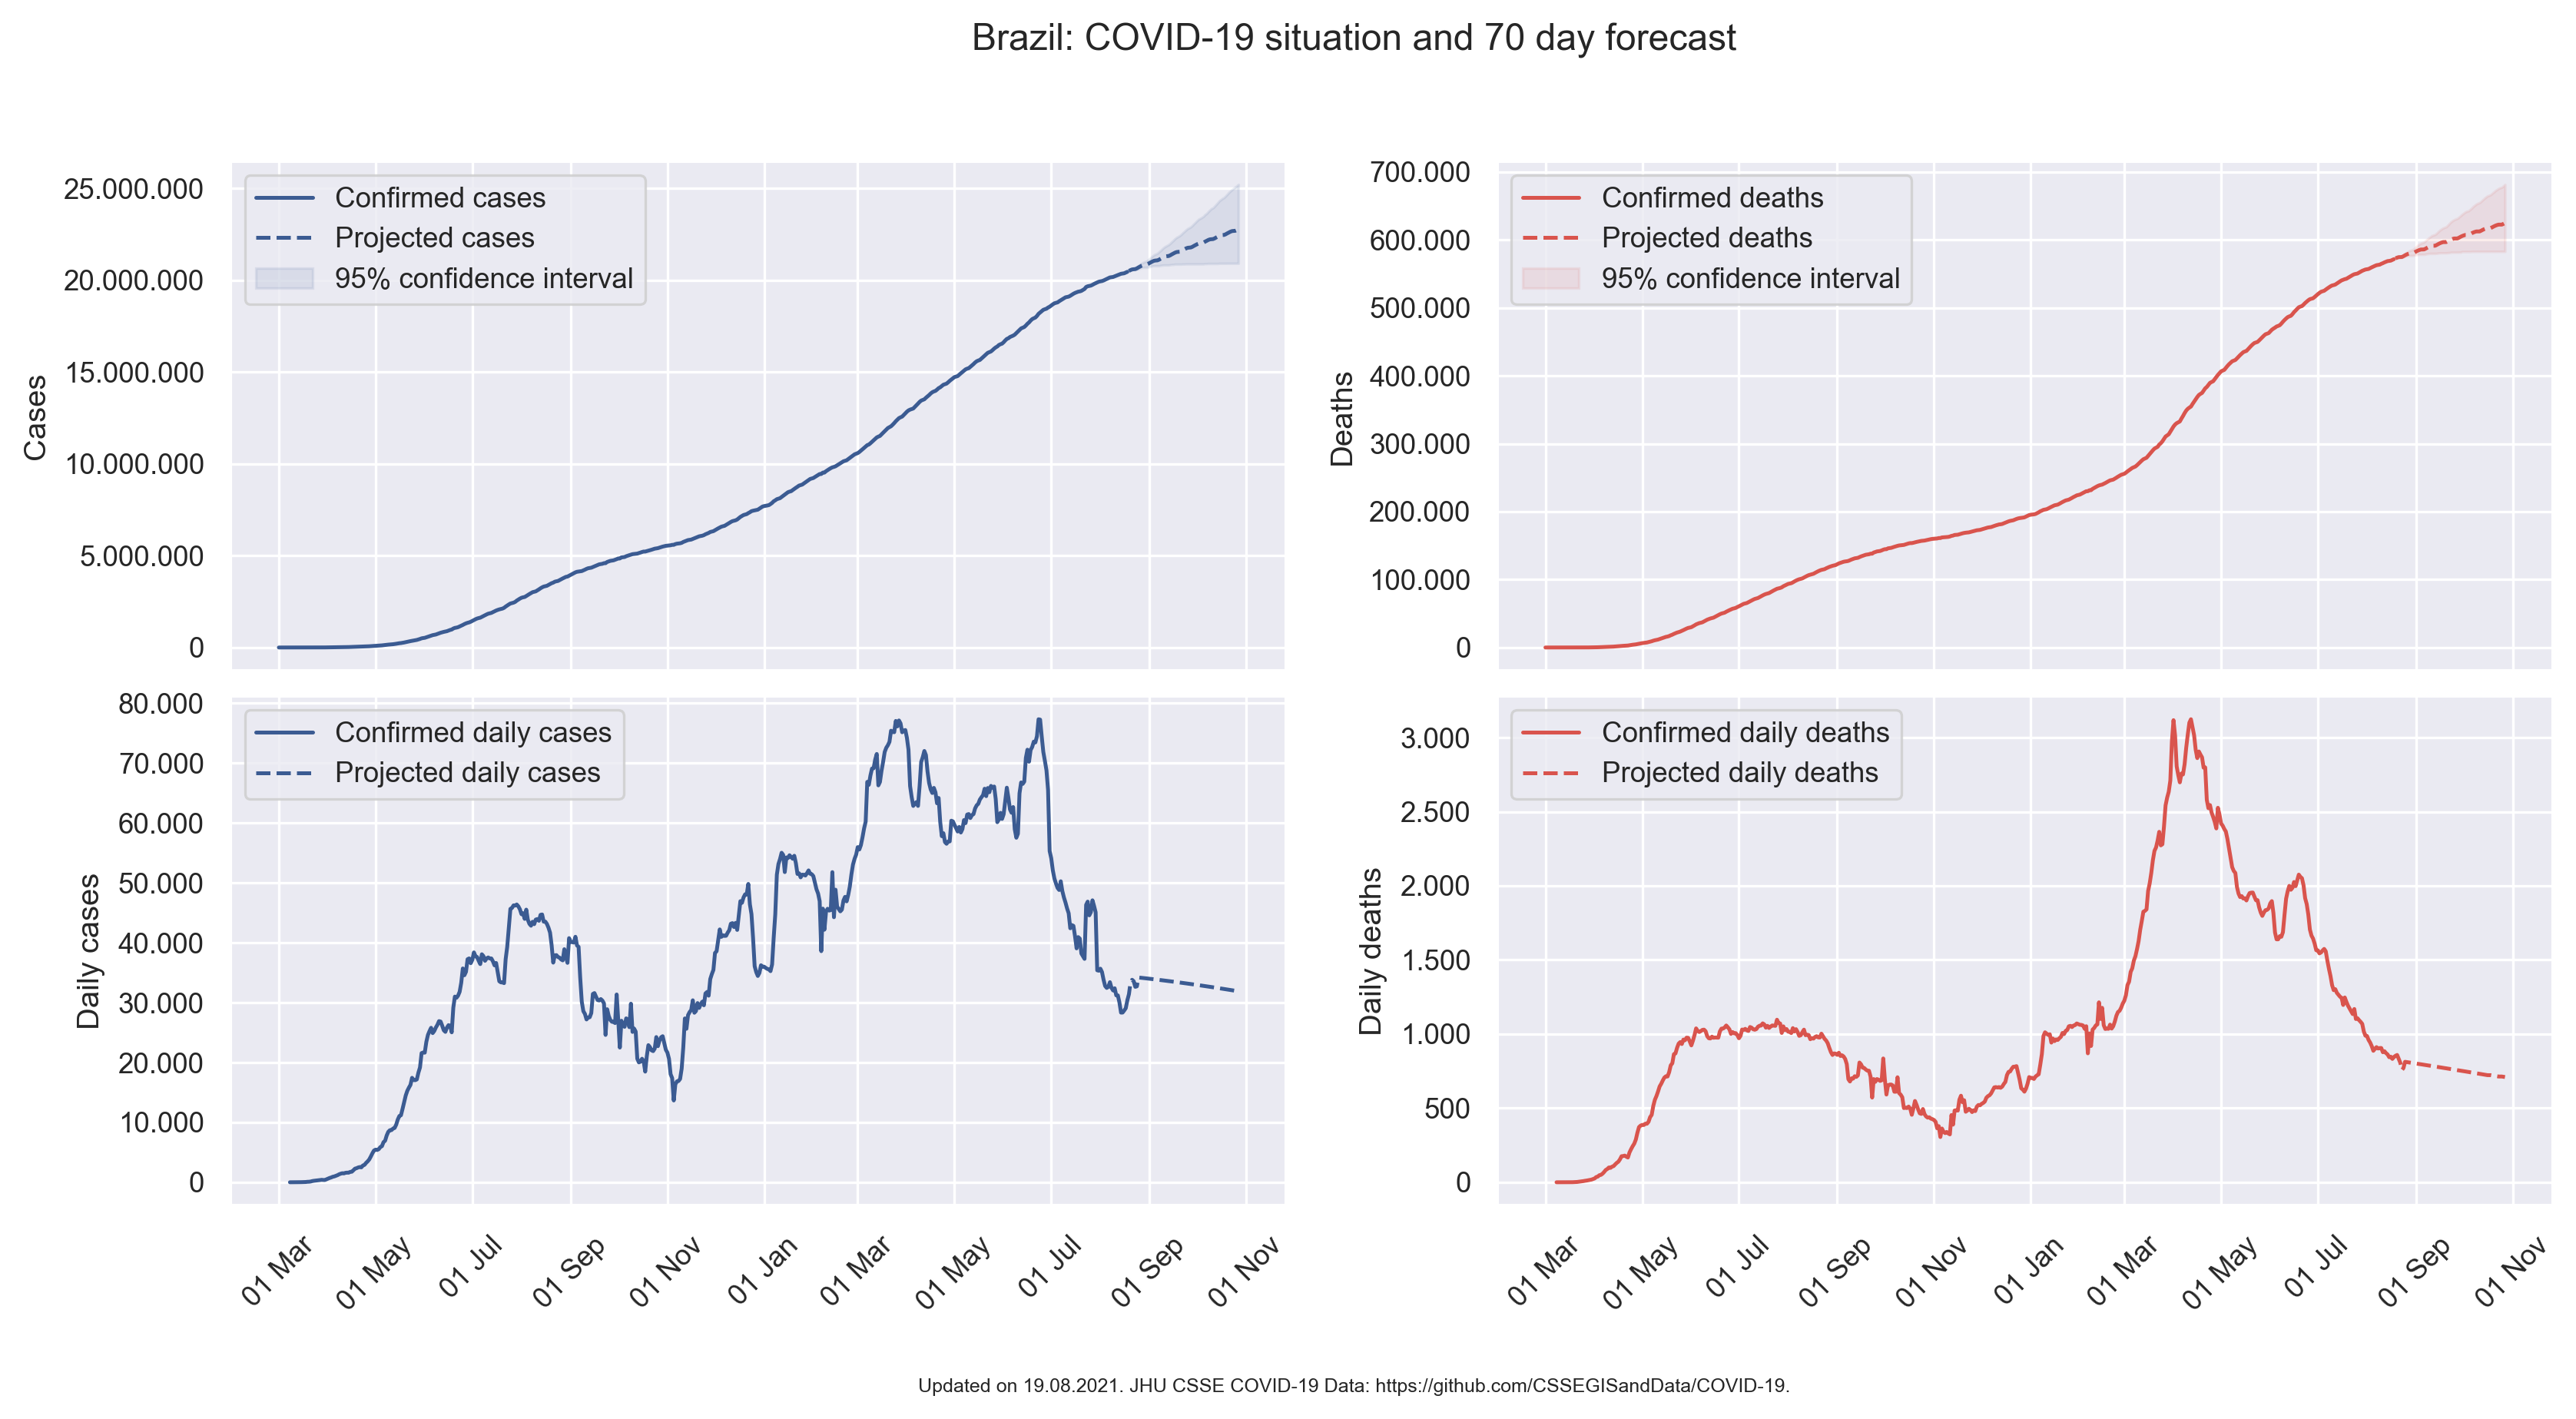 Brazil: COVID-19 situation and 70 day forecast
25.000.000
20.000.000
15.000.000
10.000.000
5.000.000
0
Cases
Confirmed cases
Projected cases
95% confidence interval
700.000
600.000
500.000
400.000
300.000
200.000
100.000
0
Deaths
Confirmed deaths
Projected deaths
95% confidence interval
80.000
70.000
60.000
50.000
40.000
30.000
20.000
10.000
0
Daily cases
Confirmed daily cases
Projected daily cases
01 Mar
01 May
01 Jul
01 Sep
01 Nov
01 Jan
01 Mar
01 May
01 Jul
01 Sep
01 Nov
3.000
2.500
2.000
1.500
1.000
500
0
Daily deaths
Confirmed daily deaths
Projected daily deaths
01 Mar
01 May
01 Jul
01 Sep
01 Nov
01 Jan
01 Mar
01 May
01 Jul
01 Sep
01 Nov
Updated on 19.08.2021. JHU CSSE COVID-19 Data: https://github.com/CSSEGISandData/COVID-19.